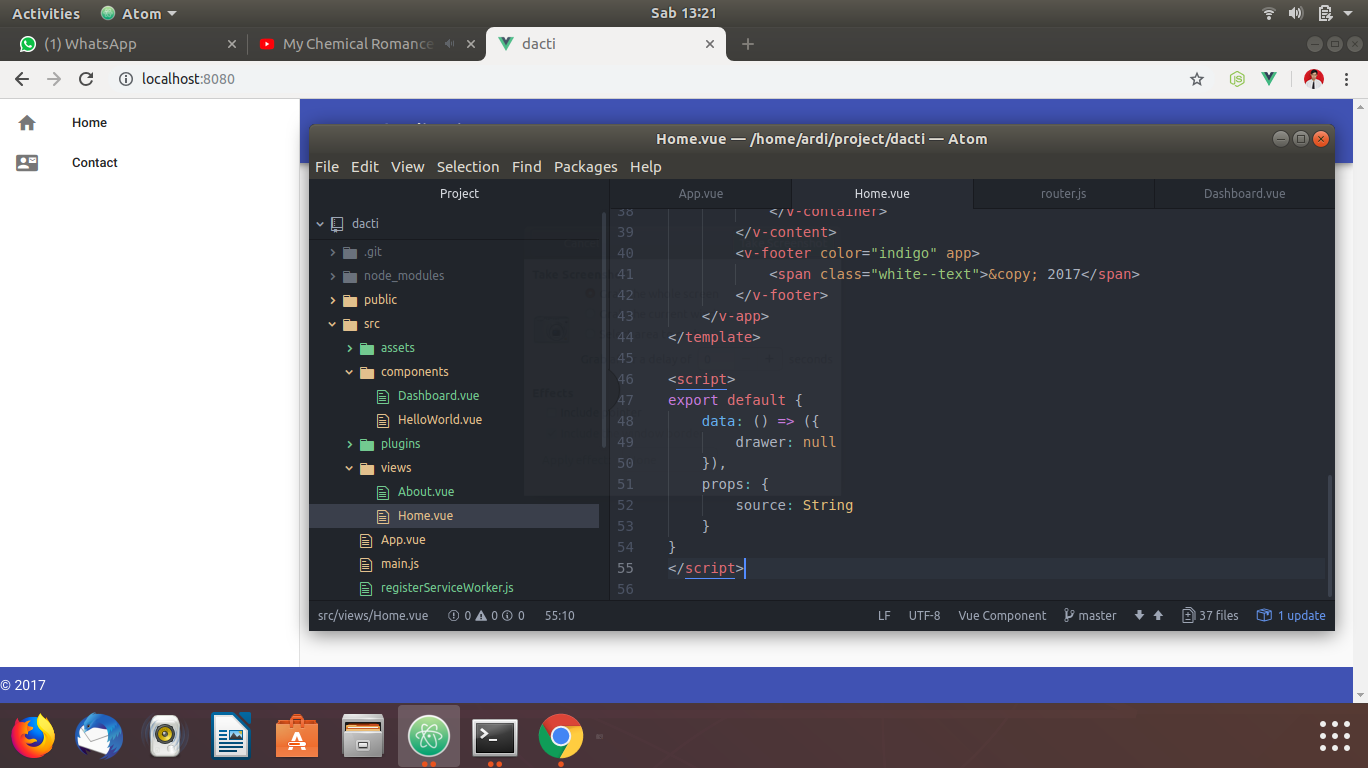 Activities
Atom
Sab 13:21
(1) WhatsApp
My Chemical Romance
dacti
localhost:8080
Home
Contact
Home.vue — /home/ardi/project/dacti — Atom
File Edit View Selection Find Packages Help
Project
App.vue
Home.vue
router.js
Dashboard.vue
dacti
.git
node_modules
public
src
assets
components
Dashboard.vue
HelloWorld.vue
plugins
views
About.vue
Home.vue
App.vue
main.js
registerServiceWorker.js
38 </v-container>
39 </v-content>
40 <v-footer color="indigo" app>
41 <span class="white--text">&copy; 2017</span>
42 </v-footer>
43 </v-app>
44 </template>
45
46 <script>
47 export default {
48 data: () => ({
49 drawer: null
50 }),
51 props: {
52 source: String
53 }
54 }
55 </script>
56
src/views/Home.vue 0 0 0 55:10
LF UTF-8 Vue Component master 37 files 1 update
© 2017